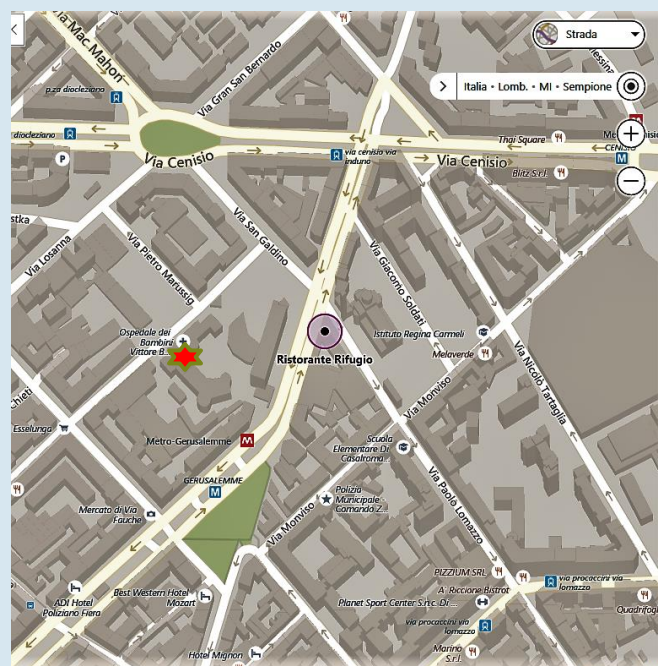 Via Mac Mahon
Via Gran San Bernardo
Strada
Italia • Lomb. • MI • Sempione
p.za diocleziano
diocleziano
P
Via Cenisio
via cenisio via
induno
Via Cenisio
Thai Square
Blitz S.r.l.
CENISIO
M
Via Losanna
Via Pietro Marussig
Via San Galdino
Via Giacomo Soldati
Via Nicolò Tartaglia
Ospedale dei
Bambini
Vittore B...
Ristorante Rifugio
Istituto Regina Carmeli
Melaverde
Via Monviso
Chieti
Esselunga
Metro-Gerusalemme
M
Scuola
Elementare Di
Casalroma...
GERUSALEMME
M
Mercato di Via
Fauche
Via Monviso
Polizia
Municipale
Comando Z...
Via Paolo Lomazzo
PIZZIUM SRL
A Riccione Bistrot
via procaccini via
lomazzo
Planet Sport Center S.n.c. Di ...
via procaccini via
lomazzo
Quadrifog
ADI Hotel
Poliziano Fiera
Best Western Hotel
Mozart
Hotel Mignon
Marino
S.r.l.